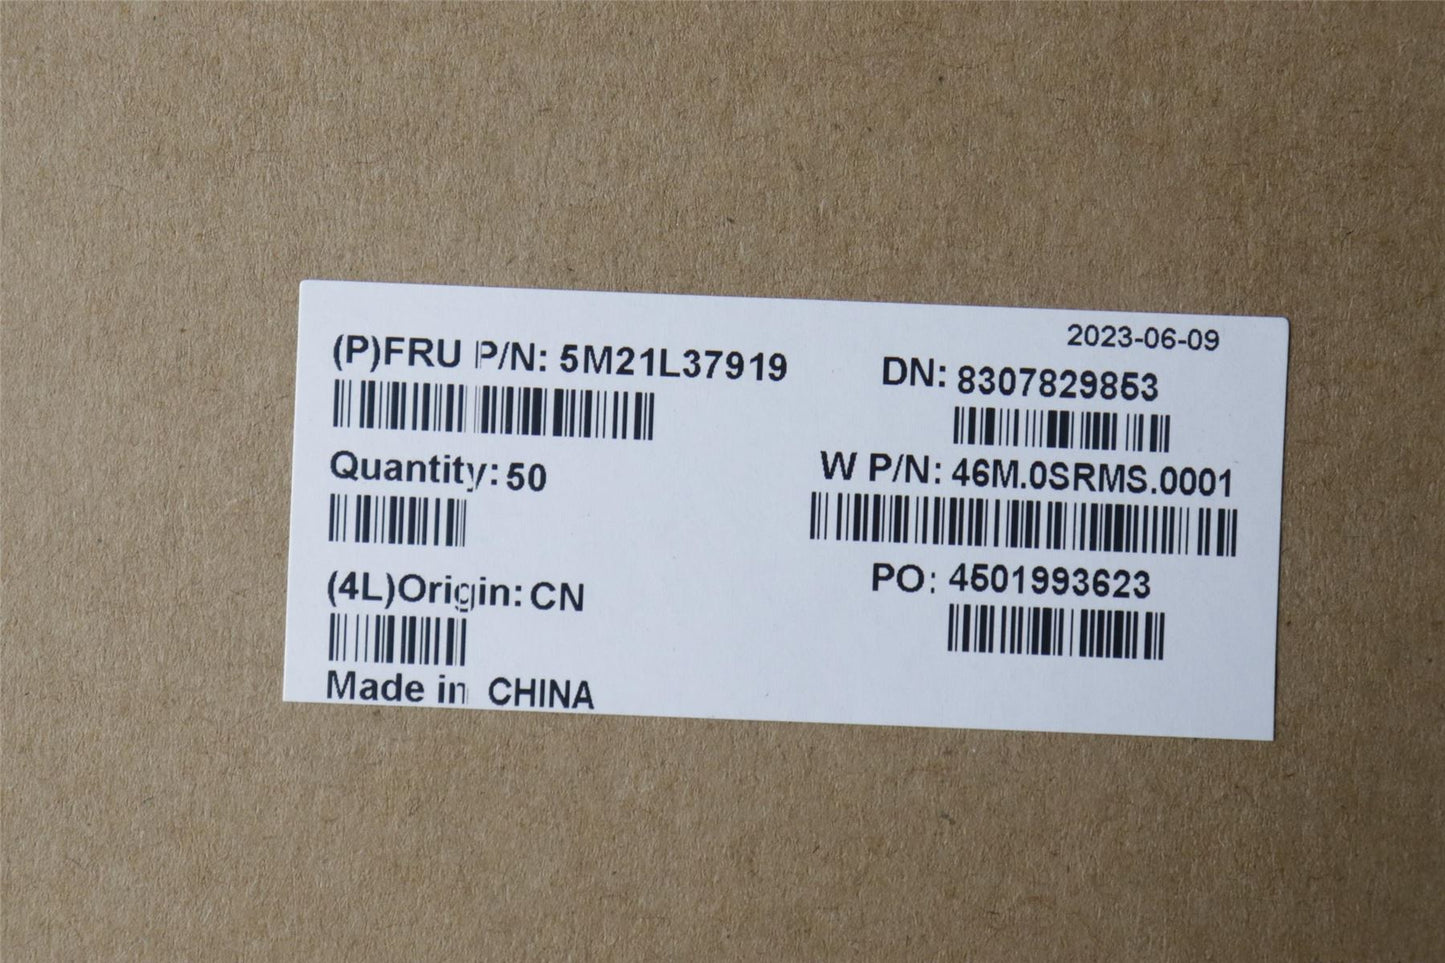 2023-06-09
(P)FRU P/N: 5M21L37919
DN: 8307829853
Quantity: 50
W P/N: 46M.0SRMS.0001
(4L)Origin: CN
PO: 4501993623
Made in CHINA